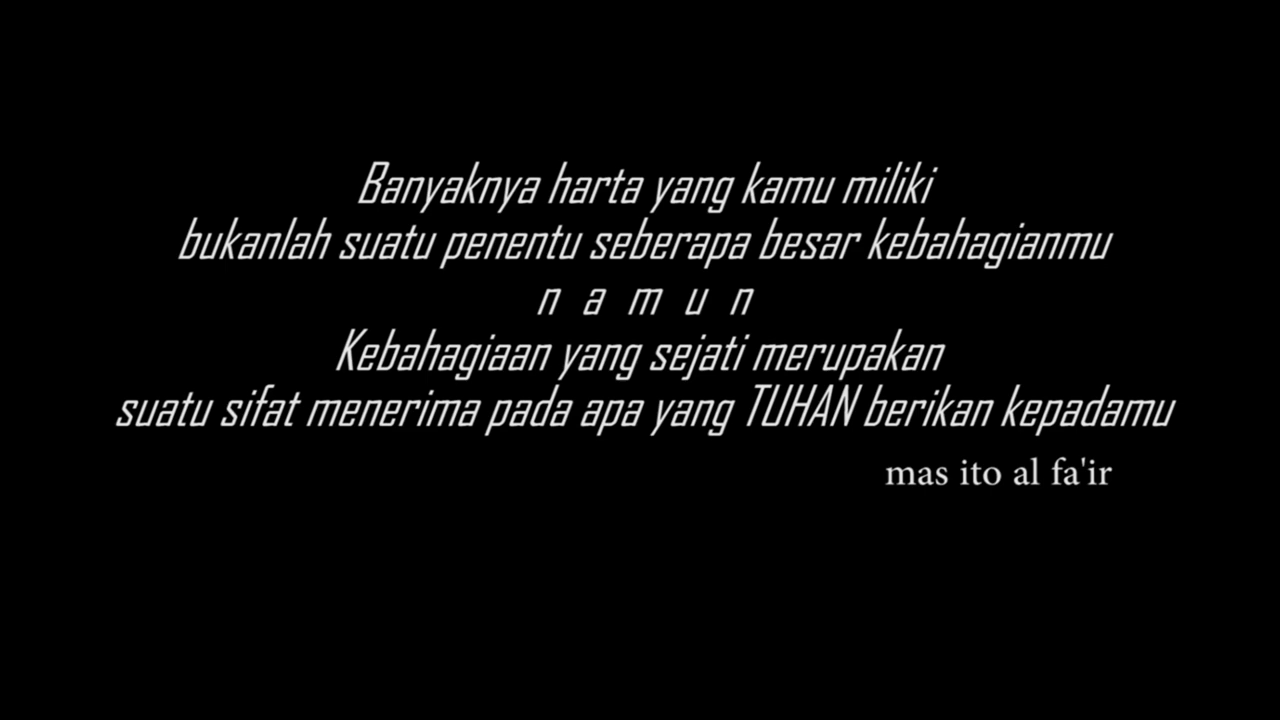 Banyaknya harta yang kamu miliki
bukanlah suatu penentu seberapa besar kebahagianmu
n a m u n
Kebahagiaan yang sejati merupakan
suatu sifat menerima pada apa yang TUHAN berikan kepadamu
mas ito al fa'ir